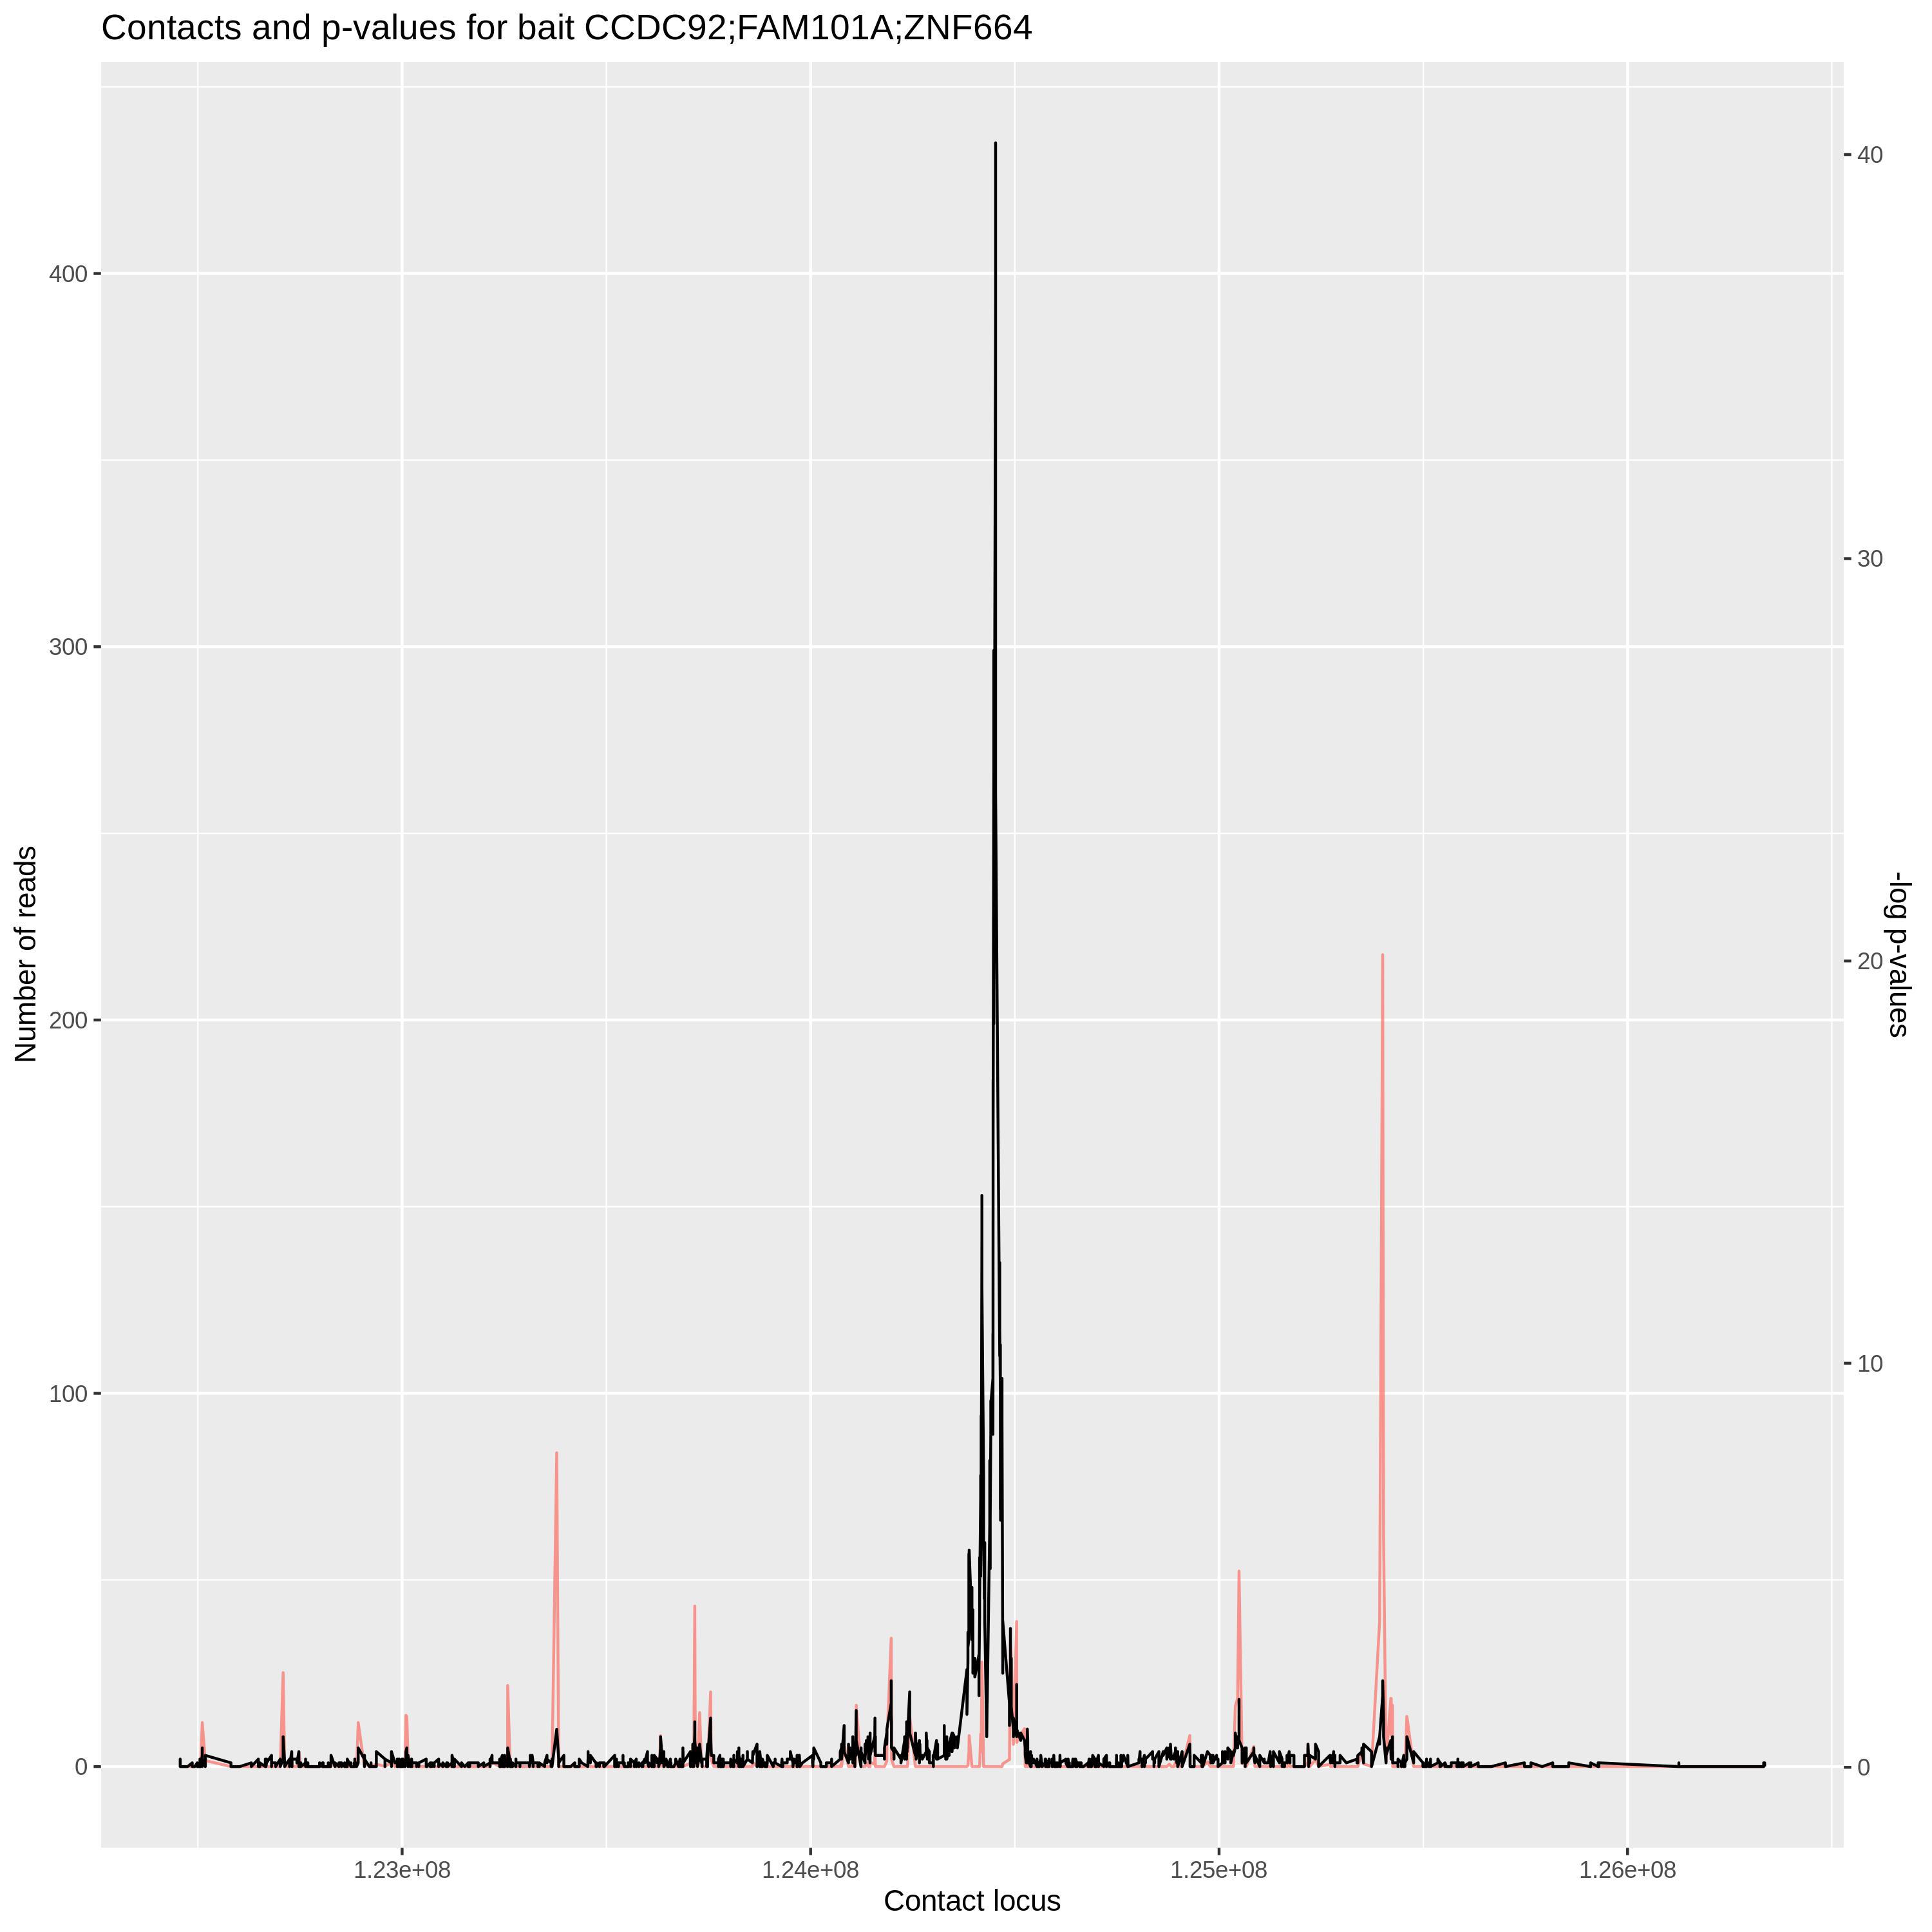 Contacts and p-values for bait CCDC92;FAM101A;ZNF664
Number of reads
400
300
200
100
0
40
30
20
10
0
-log p-values
1.23e+08 1.24e+08 1.25e+08 1.26e+08
Contact locus